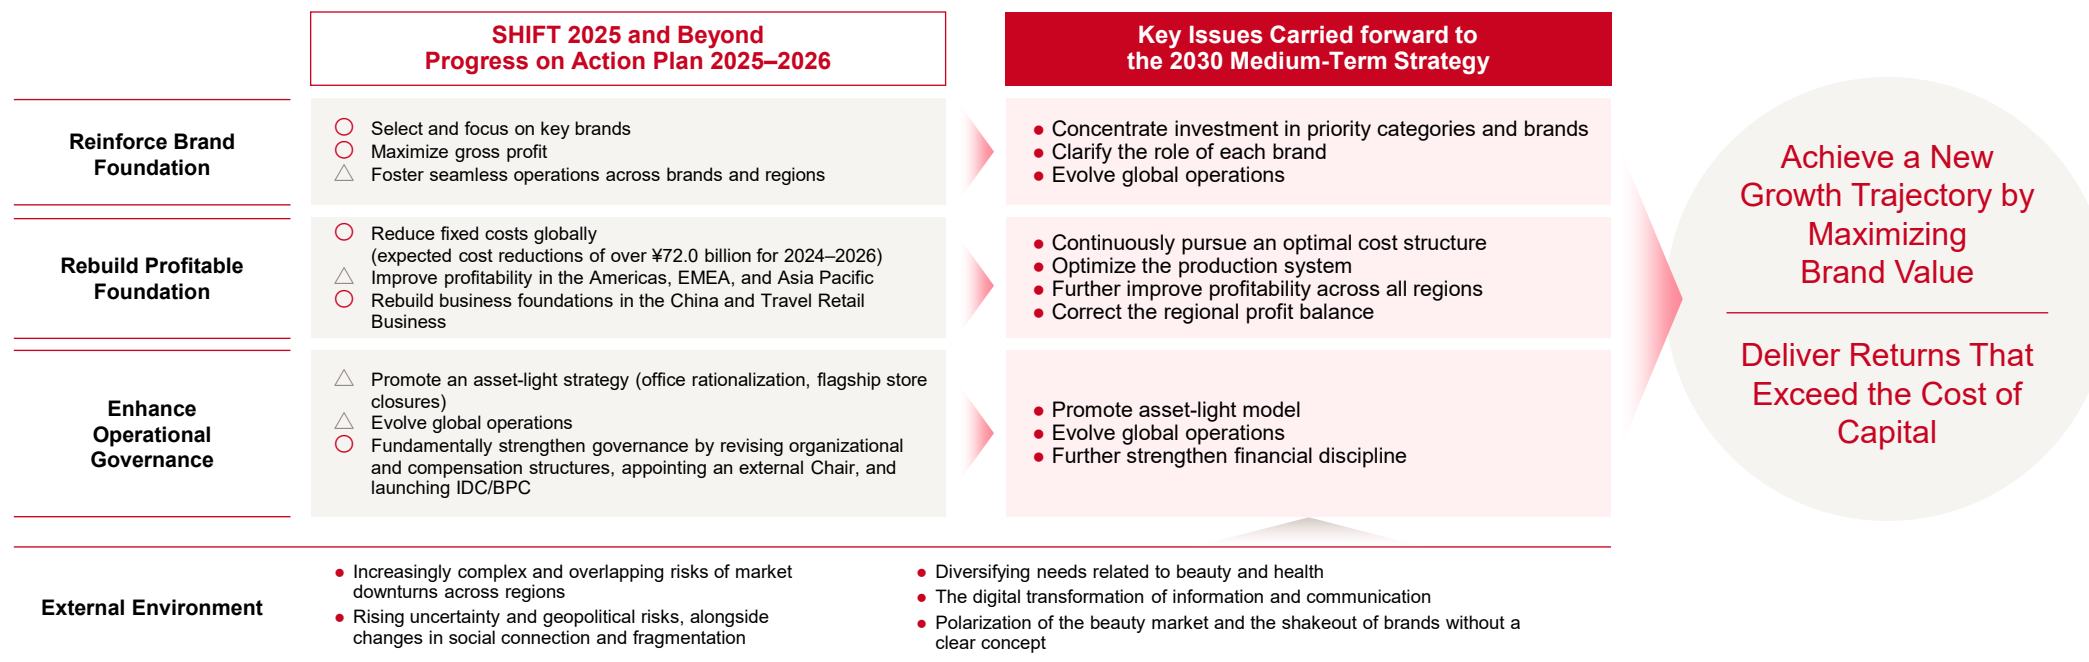 SHIFT 2025 and Beyond
Progress on Action Plan 2025–2026
Key Issues Carried forward to
the 2030 Medium-Term Strategy
Reinforce Brand
Foundation
○ Select and focus on key brands
○ Maximize gross profit
△ Foster seamless operations across brands and regions
● Concentrate investment in priority categories and brands
● Clarify the role of each brand
● Evolve global operations
Rebuild Profitable
Foundation
○ Reduce fixed costs globally
(expected cost reductions of over ¥72.0 billion for 2024–2026)
△ Improve profitability in the Americas, EMEA, and Asia Pacific
○ Rebuild business foundations in the China and Travel Retail
Business
● Continuously pursue an optimal cost structure
● Optimize the production system
● Further improve profitability across all regions
● Correct the regional profit balance
Enhance
Operational
Governance
△ Promote an asset-light strategy (office rationalization, flagship store
closures)
△ Evolve global operations
○ Fundamentally strengthen governance by revising organizational
and compensation structures, appointing an external Chair, and
launching IDC/BPC
● Promote asset-light model
● Evolve global operations
● Further strengthen financial discipline
Achieve a New
Growth Trajectory by
Maximizing
Brand Value
Deliver Returns That
Exceed the Cost of
Capital
External Environment
● Increasingly complex and overlapping risks of market
downturns across regions
● Rising uncertainty and geopolitical risks, alongside
changes in social connection and fragmentation
● Diversifying needs related to beauty and health
● The digital transformation of information and communication
● Polarization of the beauty market and the shakeout of brands without a
clear concept